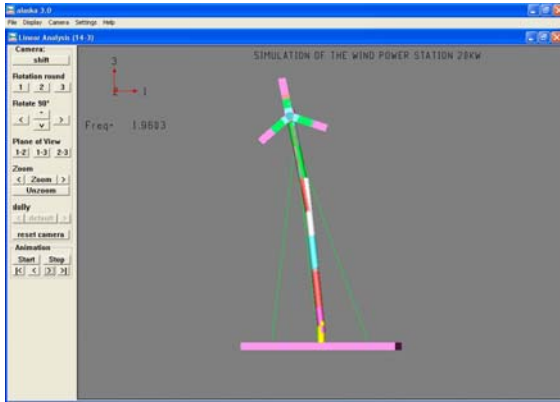 alaska 3.0
File Display Camera Settings Help
Linear Analysis (14-3)
Camera:
shift
Rotation round
1 2 3
Rotate 90°
< ^ v >
Plane of View
1-2 1-3 2-3
Zoom
< Zoom >
Unzoom
dolly
< default >
reset camera
Animation
Start Stop
|< < >| >|
SIMULATION OF THE WIND POWER STATION 20KW
3
2 1
Freq= 1.9603